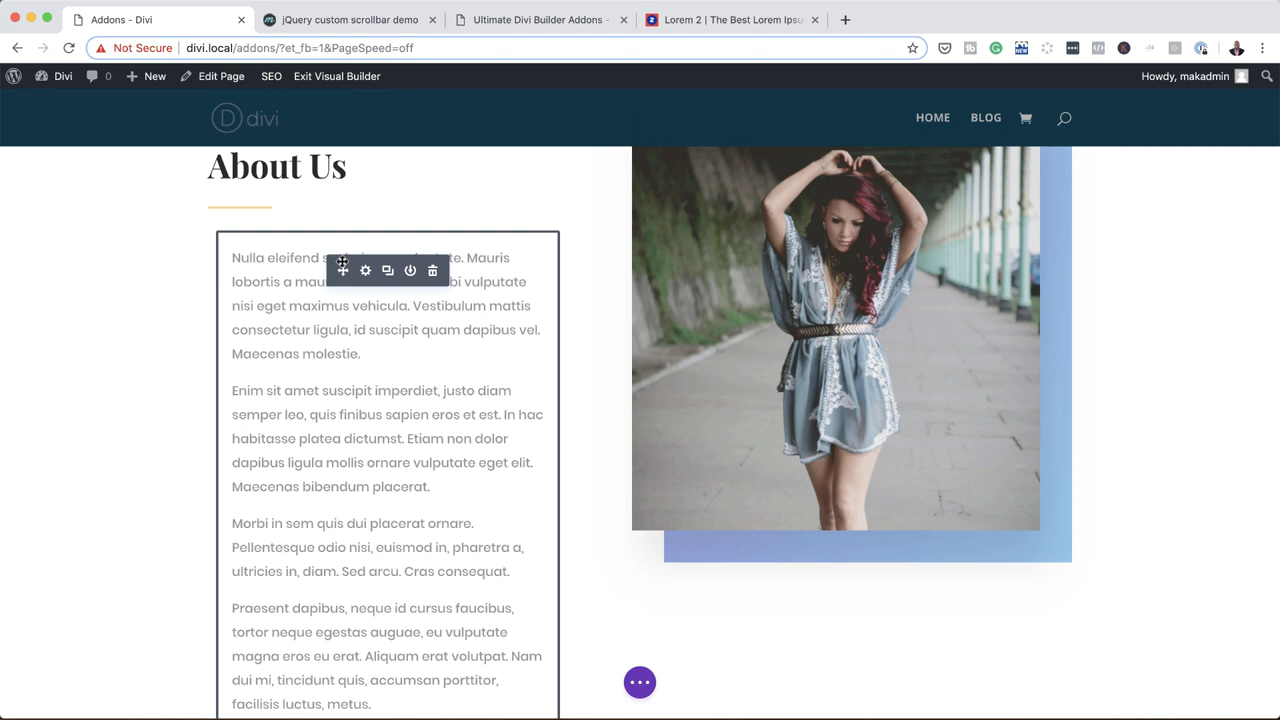 Addons - Divi
jQuery custom scrollbar demo
Ultimate Divi Builder Addons -
Lorem 2 | The Best Lorem Ipsu
Not Secure
divi.local/addons/?et_fb=1&PageSpeed=off
Divi
0
New
Edit Page
SEO
Exit Visual Builder
Howdy, makadmin
D divi
HOME
BLOG
About Us
Nulla eleifend
te. Mauris
lobortis a mau
bi vulputate
nisi eget maximus vehicula. Vestibulum mattis
consectetur ligula, id suscipit quam dapibus vel.
Maecenas molestie.
Enim sit amet suscipit imperdiet, justo diam
semper leo, quis finibus sapien eros et est. In hac
habitasse platea dictumst. Etiam non dolor
dapibus ligula mollis ornare vulputate eget elit.
Maecenas bibendum placerat.
Morbi in sem quis dui placerat ornare.
Pellentesque odio nisi, euismod in, pharetra a,
ultricies in, diam. Sed arcu. Cras consequat.
Praesent dapibus, neque id cursus faucibus,
tortor neque egestas auguae, eu vulputate
magna eros eu erat. Aliquam erat volutpat. Nam
dui mi, tincidunt quis, accumsan porttitor,
facilisis luctus, metus.